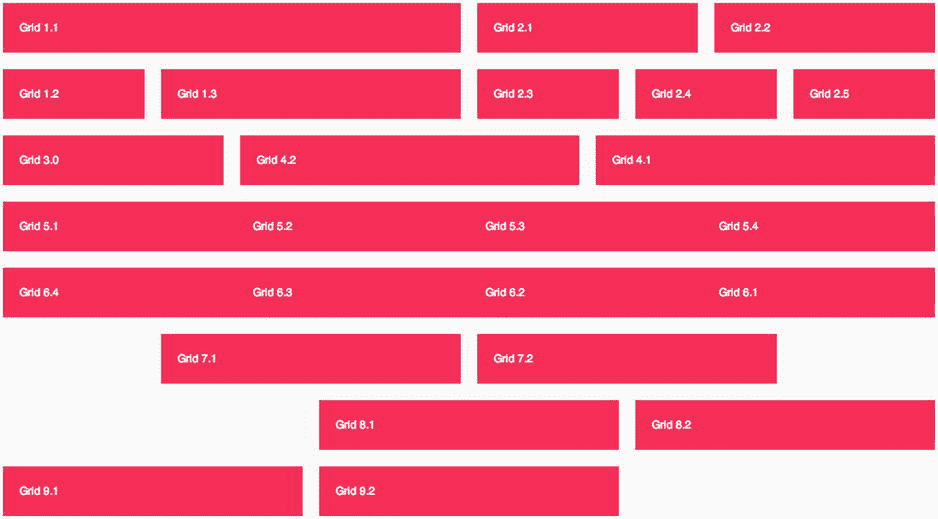 Grid 1.1 Grid 2.1 Grid 2.2
Grid 1.2 Grid 1.3 Grid 2.3 Grid 2.4 Grid 2.5
Grid 3.0 Grid 4.2 Grid 4.1
Grid 5.1 Grid 5.2 Grid 5.3 Grid 5.4
Grid 6.4 Grid 6.3 Grid 6.2 Grid 6.1
Grid 7.1 Grid 7.2
Grid 8.1 Grid 8.2
Grid 9.1 Grid 9.2